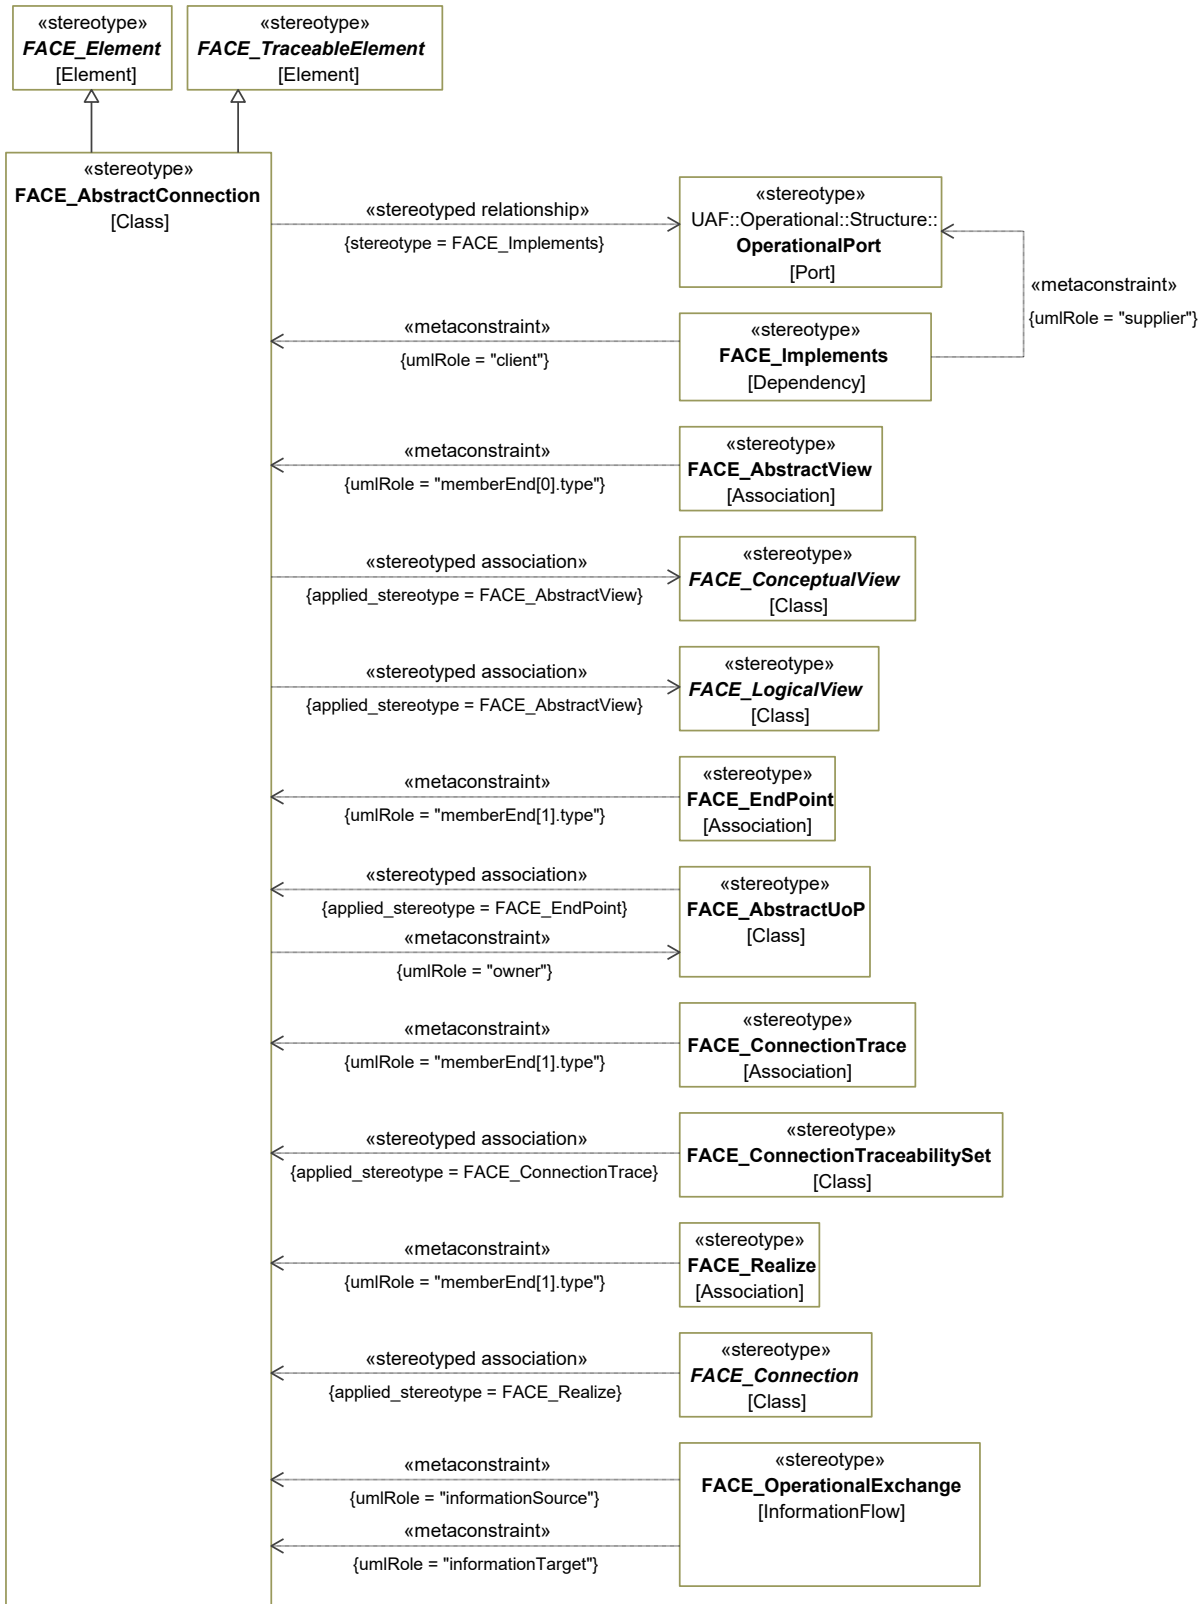 «stereotype»
FACE_Element
[Element]
«stereotype»
FACE_TraceableElement
[Element]
«stereotype»
FACE_AbstractConnection
[Class]
«stereotyped relationship»
{stereotype = FACE_Implements}
«stereotype»
UAF::Operational::Structure::
OperationalPort
[Port]
«metaconstraint»
{umlRole = "supplier"}
«metaconstraint»
{umlRole = "client"}
«stereotype»
FACE_Implements
[Dependency]
«metaconstraint»
{umlRole = "memberEnd[0].type"}
«stereotype»
FACE_AbstractView
[Association]
«stereotyped association»
{applied_stereotype = FACE_AbstractView}
«stereotype»
FACE_ConceptualView
[Class]
«stereotyped association»
{applied_stereotype = FACE_AbstractView}
«stereotype»
FACE_LogicalView
[Class]
«metaconstraint»
{umlRole = "memberEnd[1].type"}
«stereotype»
FACE_EndPoint
[Association]
«stereotyped association»
{applied_stereotype = FACE_EndPoint}
«metaconstraint»
{umlRole = "owner"}
«stereotype»
FACE_AbstractUoP
[Class]
«metaconstraint»
{umlRole = "memberEnd[1].type"}
«stereotype»
FACE_ConnectionTrace
[Association]
«stereotyped association»
{applied_stereotype = FACE_ConnectionTrace}
«stereotype»
FACE_ConnectionTraceabilitySet
[Class]
«metaconstraint»
{umlRole = "memberEnd[1].type"}
«stereotype»
FACE_Realize
[Association]
«stereotyped association»
{applied_stereotype = FACE_Realize}
«stereotype»
FACE_Connection
[Class]
«metaconstraint»
{umlRole = "informationSource"}
«metaconstraint»
{umlRole = "informationTarget"}
«stereotype»
FACE_OperationalExchange
[InformationFlow]